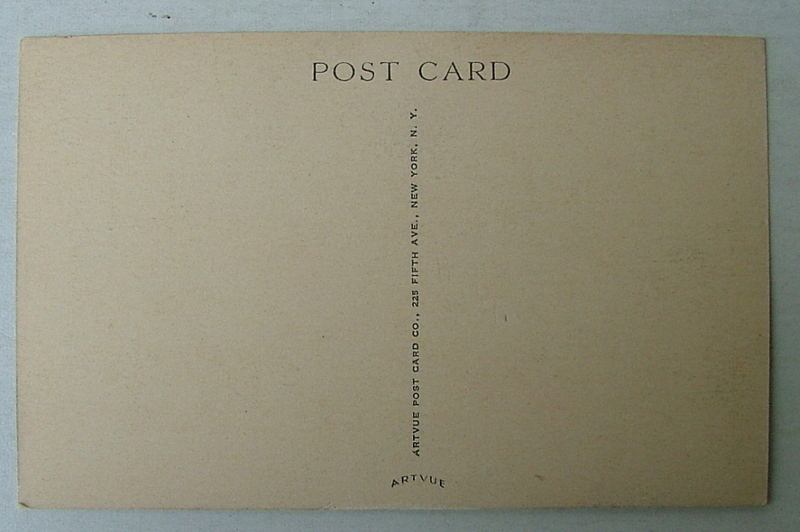 POST CARD
ARTVUE POST CARD CO., 225 FIFTH AVE., NEW YORK, N. Y.
ARTVUE